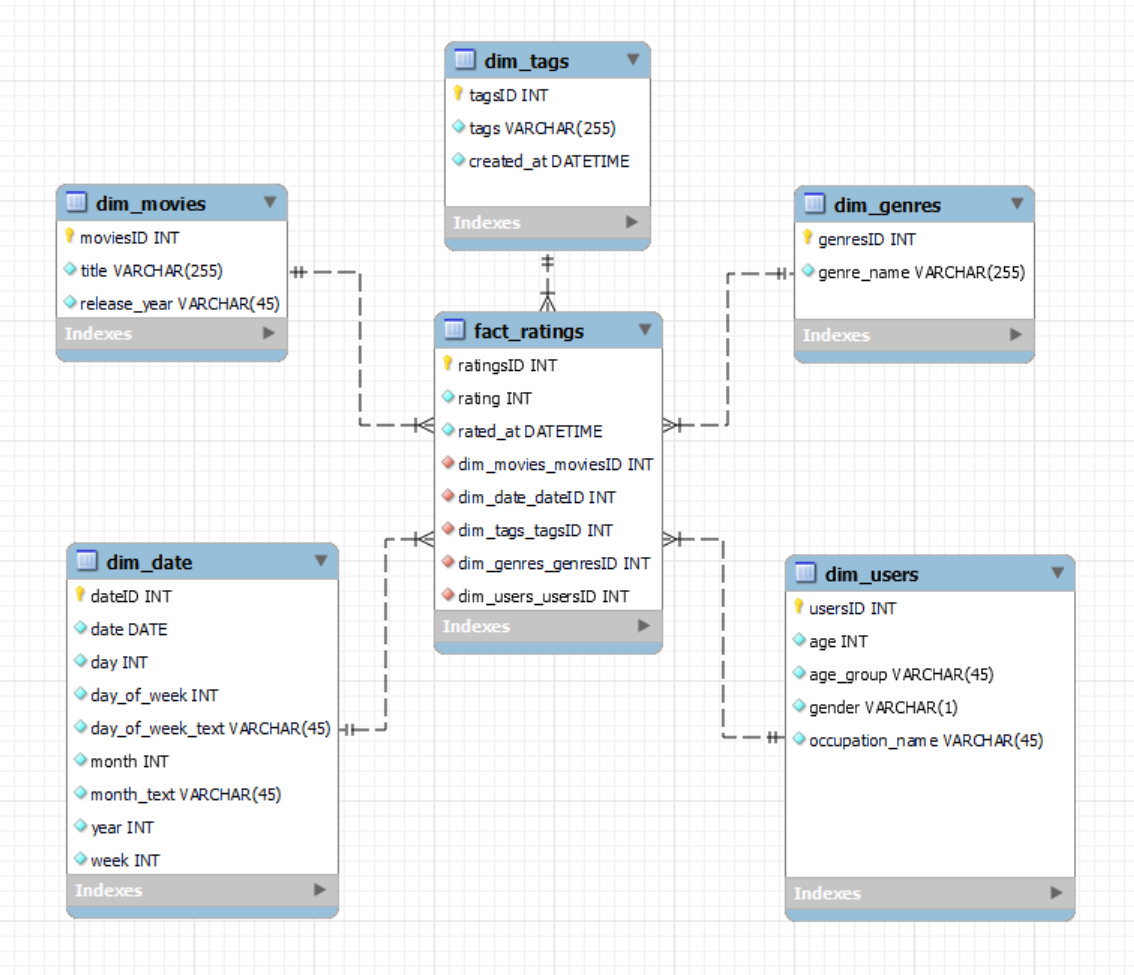 dim_tags
tagsID INT
tags VARCHAR(255)
created_at DATETIME
Indexes
dim_movies
moviesID INT
title VARCHAR(255)
release_year VARCHAR(45)
Indexes
dim_genres
genresID INT
genre_name VARCHAR(255)
Indexes
fact_ratings
ratingsID INT
rating INT
rated_at DATETIME
dim_movies_moviesID INT
dim_date_dateID INT
dim_tags_tagsID INT
dim_genres_genresID INT
dim_users_usersID INT
Indexes
dim_date
dateID INT
date DATE
day INT
day_of_week INT
day_of_week_text VARCHAR(45)
month INT
month_text VARCHAR(45)
year INT
week INT
Indexes
dim_users
usersID INT
age INT
age_group VARCHAR(45)
gender VARCHAR(1)
occupation_name VARCHAR(45)
Indexes